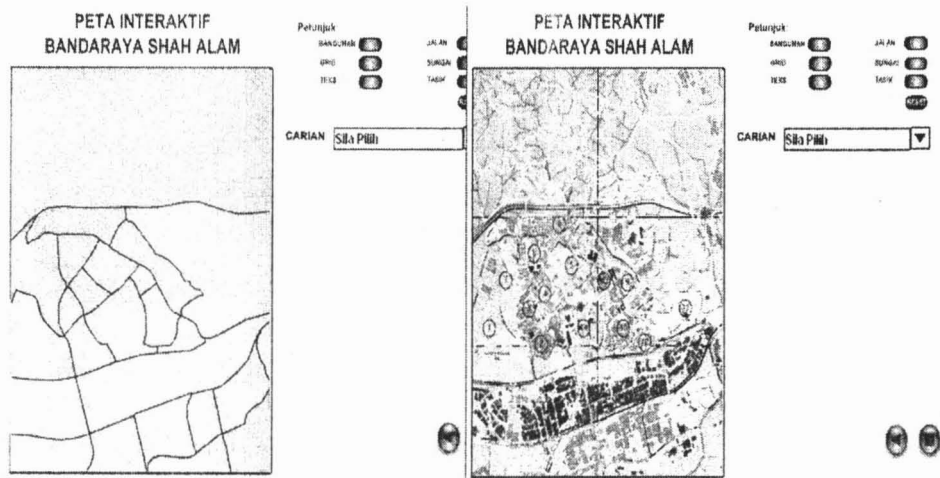 PETA INTERAKTIF
BANDARAYA SHAH ALAM
Petunjuk:
BANGUNAN JALAN
GRID SUNGAI
TEKS TASIK
CARIAN Sila Pilih
PETA INTERAKTIF
BANDARAYA SHAH ALAM
Petunjuk:
BANGUNAN JALAN
GRID SUNGAI
TEKS TASIK
RESET
CARIAN Sila Pilih